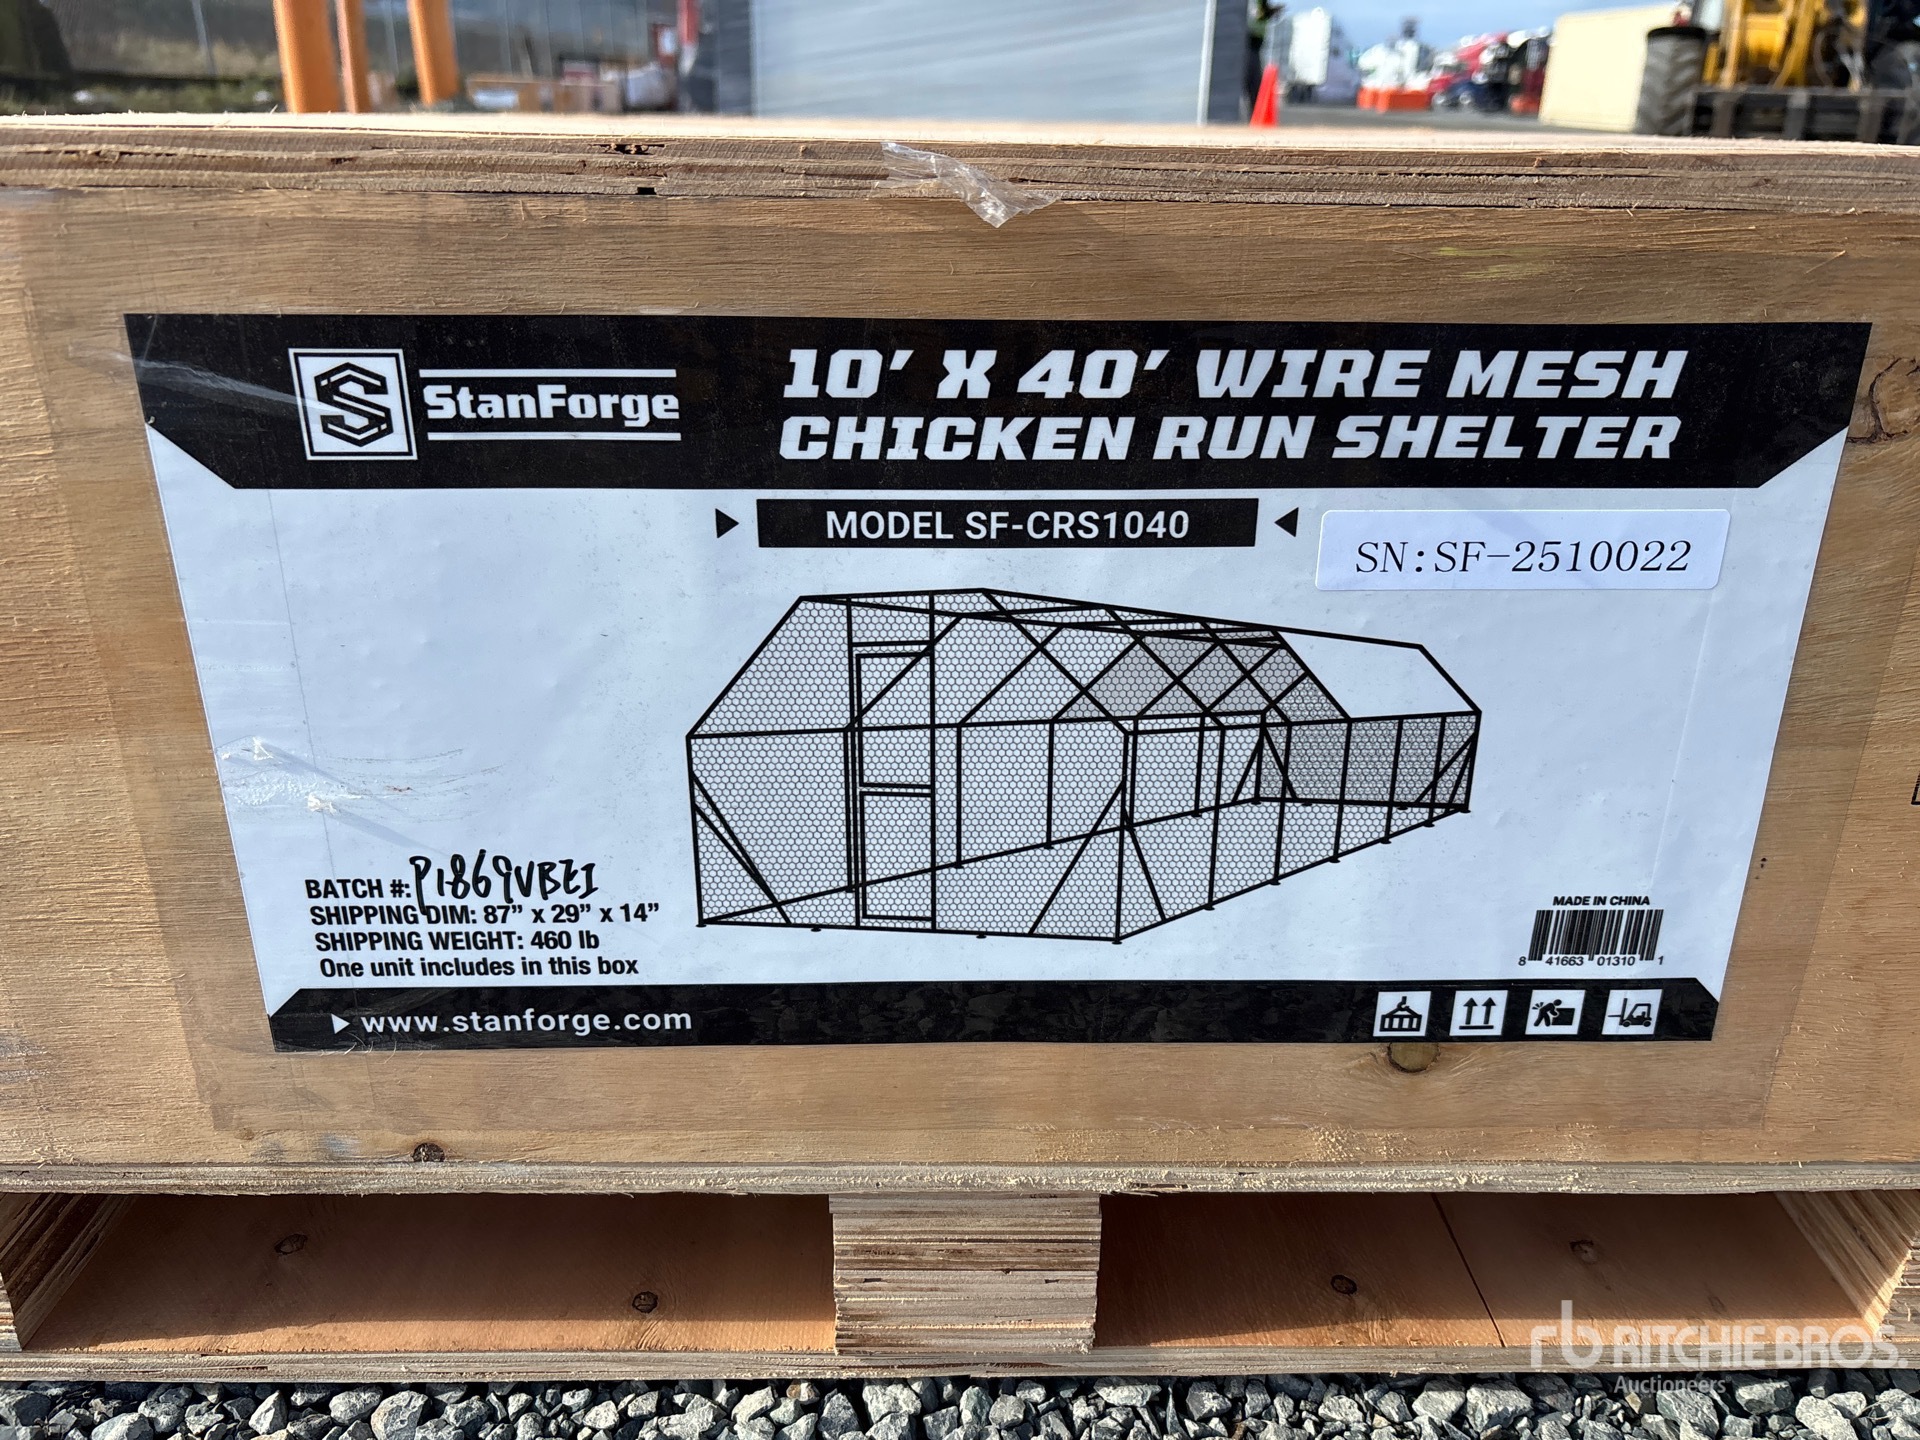 StanForge
10' X 40' WIRE MESH
CHICKEN RUN SHELTER
MODEL SF-CRS1040
SN:SF-2510022
BATCH #:
SHIPPING DIM: 87" x 29" x 14"
SHIPPING WEIGHT: 460 lb
One unit includes in this box
MADE IN CHINA
8 41663 01310 1
www.stanforge.com
rb RITCHIE BROS.
Auctioneers